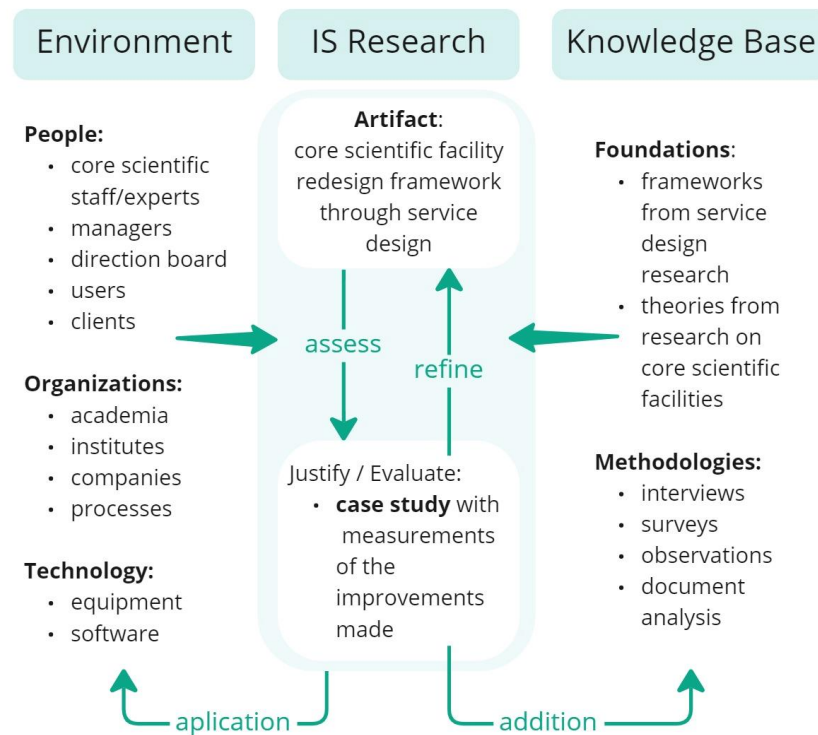 Environment
People:
• core scientific
staff/experts
• managers
• direction board
• users
• clients
Organizations:
• academia
• institutes
• companies
• processes
Technology:
• equipment
• software
IS Research
Artifact:
core scientific facility
redesign framework
through service
design
assess
refine
Justify / Evaluate:
• case study with
measurements
of the
improvements
made
Knowledge Base
Foundations:
• frameworks
from service
design
research
• theories from
research on
core scientific
facilities
Methodologies:
• interviews
• surveys
• observations
• document
analysis
aplication
addition